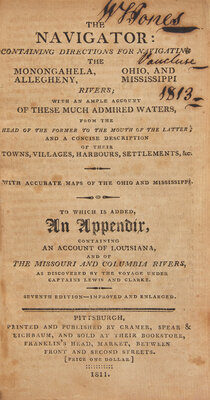 W Jones
THE
NAVIGATOR:
CONTAINING DIRECTIONS FOR NAVIGATING
THE
MONONGAHELA, OHIO, AND
ALLEGHENY, MISSISSIPPI
Vaucluse
RIVERS;
1813.
WITH AN AMPLE ACCOUNT
OF THESE MUCH ADMIRED WATERS,
FROM THE
HEAD OF THE FORMER TO THE MOUTH OF THE LATTER;
AND A CONCISE DESCRIPTION
OF THEIR
TOWNS, VILLAGES, HARBOURS, SETTLEMENTS, &c.
WITH ACCURATE MAPS OF THE OHIO AND MISSISSIPPI.
TO WHICH IS ADDED,
An Appendix,
CONTAINING
AN ACCOUNT OF LOUISIANA,
AND OF
THE MISSOURI AND COLUMBIA RIVERS,
AS DISCOVERED BY THE VOYAGE UNDER
CAPTAINS LEWIS AND CLARKE.
SEVENTH EDITION—IMPROVED AND ENLARGED.
PITTSBURGH,
PRINTED AND PUBLISHED BY CRAMER, SPEAR &
EICHBAUM, AND SOLD AT THEIR BOOKSTORE,
FRANKLIN'S HEAD, MARKET, BETWEEN
FRONT AND SECOND STREETS.
[PRICE ONE DOLLAR]
1811.